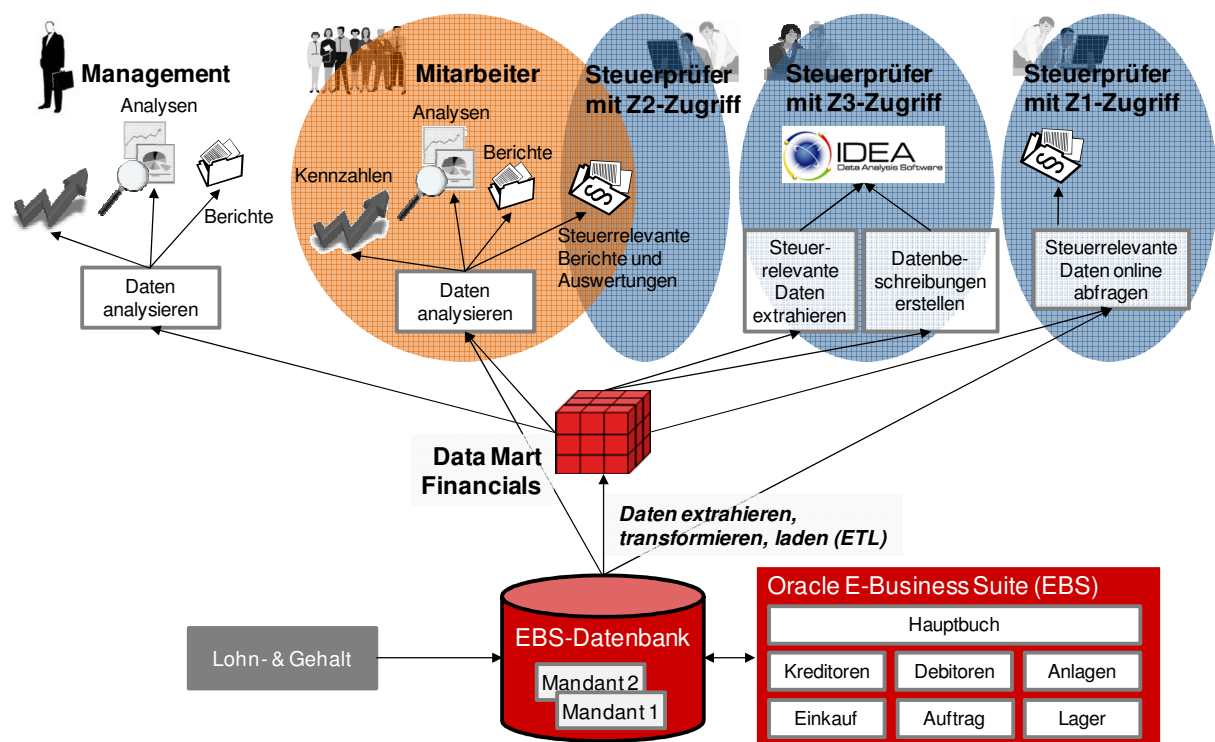 Management
Analysen
Berichte
Daten
analysieren
Mitarbeiter
Analysen
Berichte
Kennzahlen
Daten
analysieren
Steuerprüfer
mit Z2-Zugriff
§
Steuerrelevante
Berichte und
Auswertungen
Steuerprüfer
mit Z3-Zugriff
IDEA
Data Analysis Software
Steuer-
relevante
Daten
extrahieren
Datenbe-
schreibungen
erstellen
Steuerprüfer
mit Z1-Zugriff
§
Steuerrelevante
Daten online
abfragen
Data Mart
Financials
Daten extrahieren,
transformieren, laden (ETL)
Lohn- & Gehalt
EBS-Datenbank
Mandant 2
Mandant 1
Oracle E-Business Suite (EBS)
Hauptbuch
Kreditoren
Debitoren
Anlagen
Einkauf
Auftrag
Lager